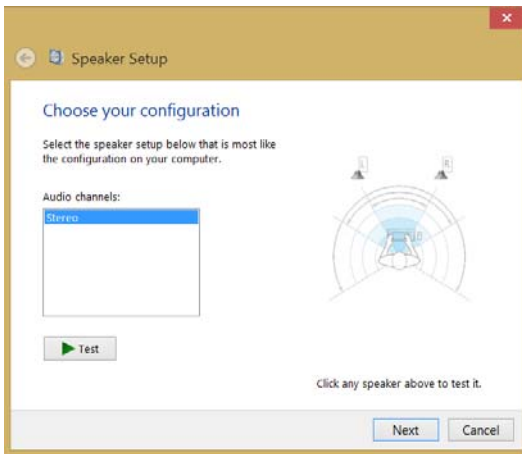 Speaker Setup
Choose your configuration
Select the speaker setup below that is most like
the configuration on your computer.
Audio channels:
Stereo
Test
L
R
Click any speaker above to test it.
Next
Cancel